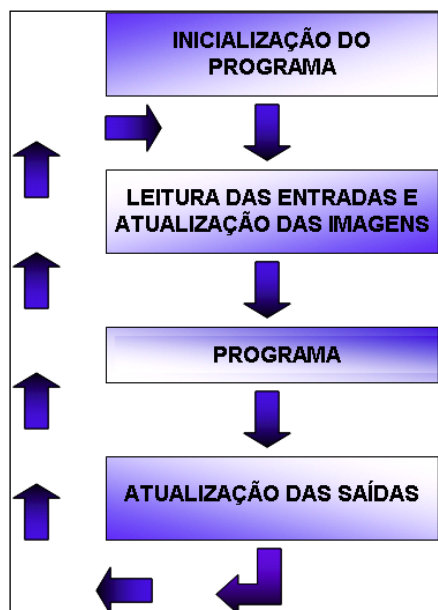 INICIALIZAÇÃO DO
PROGRAMA
LEITURA DAS ENTRADAS E
ATUALIZAÇÃO DAS IMAGENS
PROGRAMA
ATUALIZAÇÃO DAS SAÍDAS